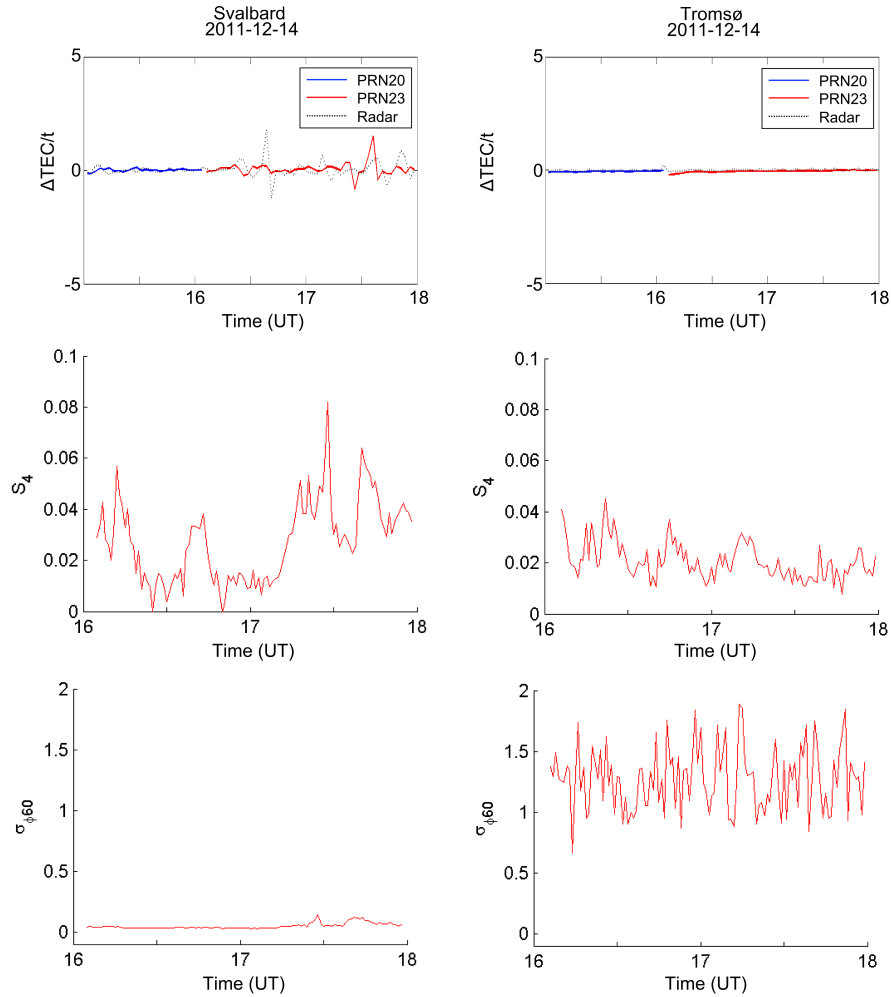 Svalbard
2011-12-14
5
0
-5
ΔTEC/t
PRN20
PRN23
Radar
16
17
18
Time (UT)
Tromsø
2011-12-14
5
0
-5
ΔTEC/t
PRN20
PRN23
Radar
16
17
18
Time (UT)
0.1
0.08
0.06
0.04
0.02
0
S4
16
17
18
Time (UT)
0.1
0.08
0.06
0.04
0.02
0
S4
16
17
18
Time (UT)
2
1.5
1
0.5
0
σϕ60
16
17
18
Time (UT)
2
1.5
1
0.5
0
σϕ60
16
17
18
Time (UT)